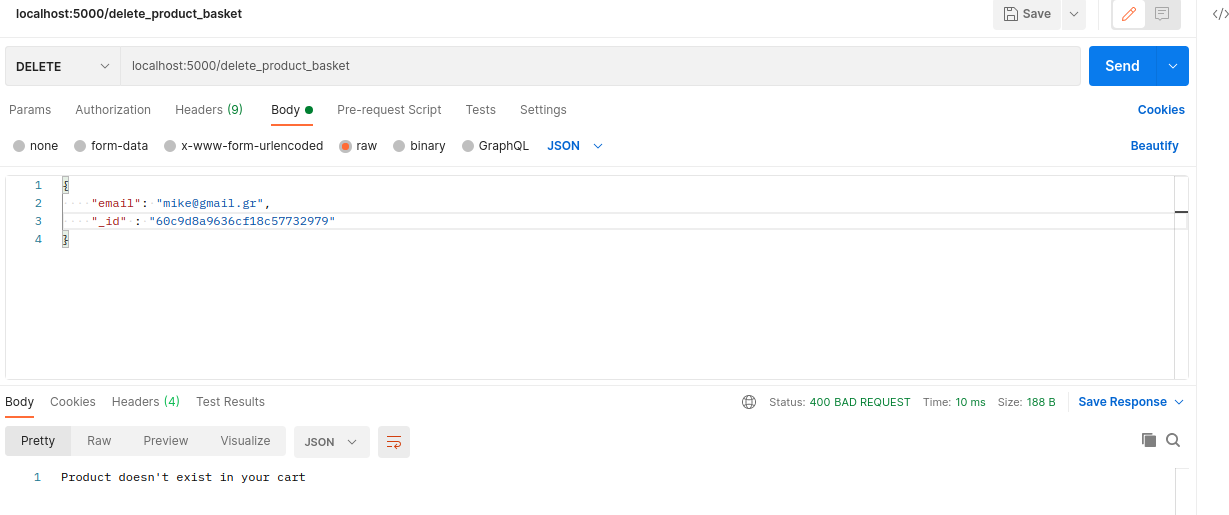 localhost:5000/delete_product_basket
Save
</>
DELETE
localhost:5000/delete_product_basket
Send
Params Authorization Headers (9) Body Pre-request Script Tests Settings Cookies
none form-data x-www-form-urlencoded raw binary GraphQL JSON Beautify
1 {
2 "email": "mike@gmail.gr",
3 "_id" : "60c9d8a9636cf18c57732979"
4 }
Body Cookies Headers (4) Test Results Status: 400 BAD REQUEST Time: 10 ms Size: 188 B Save Response
Pretty Raw Preview Visualize JSON
1 Product doesn't exist in your cart